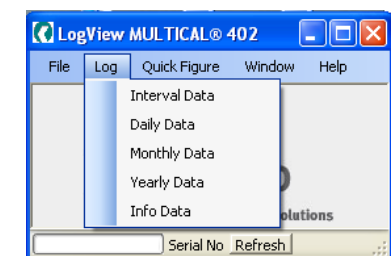 LogView MULTICAL® 402
File Log Quick Figure Window Help
Interval Data
Daily Data
Monthly Data
Yearly Data
Info Data
Serial No Refresh